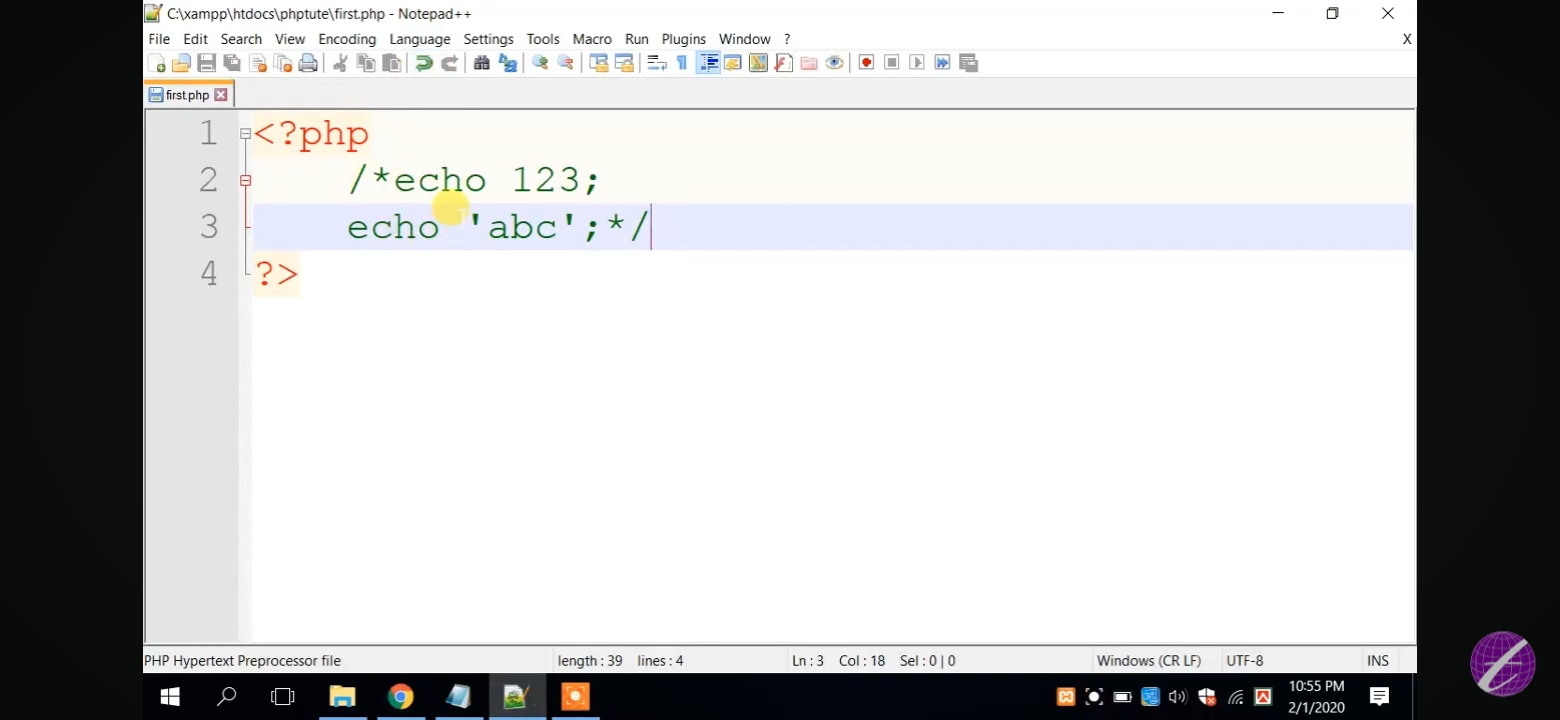 C:\xampp\htdocs\phptute\first.php - Notepad++
File Edit Search View Encoding Language Settings Tools Macro Run Plugins Window ? X
first.php
1 <?php
2 /*echo 123;
3 echo 'abc';*/
4 ?>
PHP Hypertext Preprocessor file length : 39 lines : 4 Ln : 3 Col : 18 Sel : 0 | 0 Windows (CR LF) UTF-8 INS
10:55 PM
2/1/2020